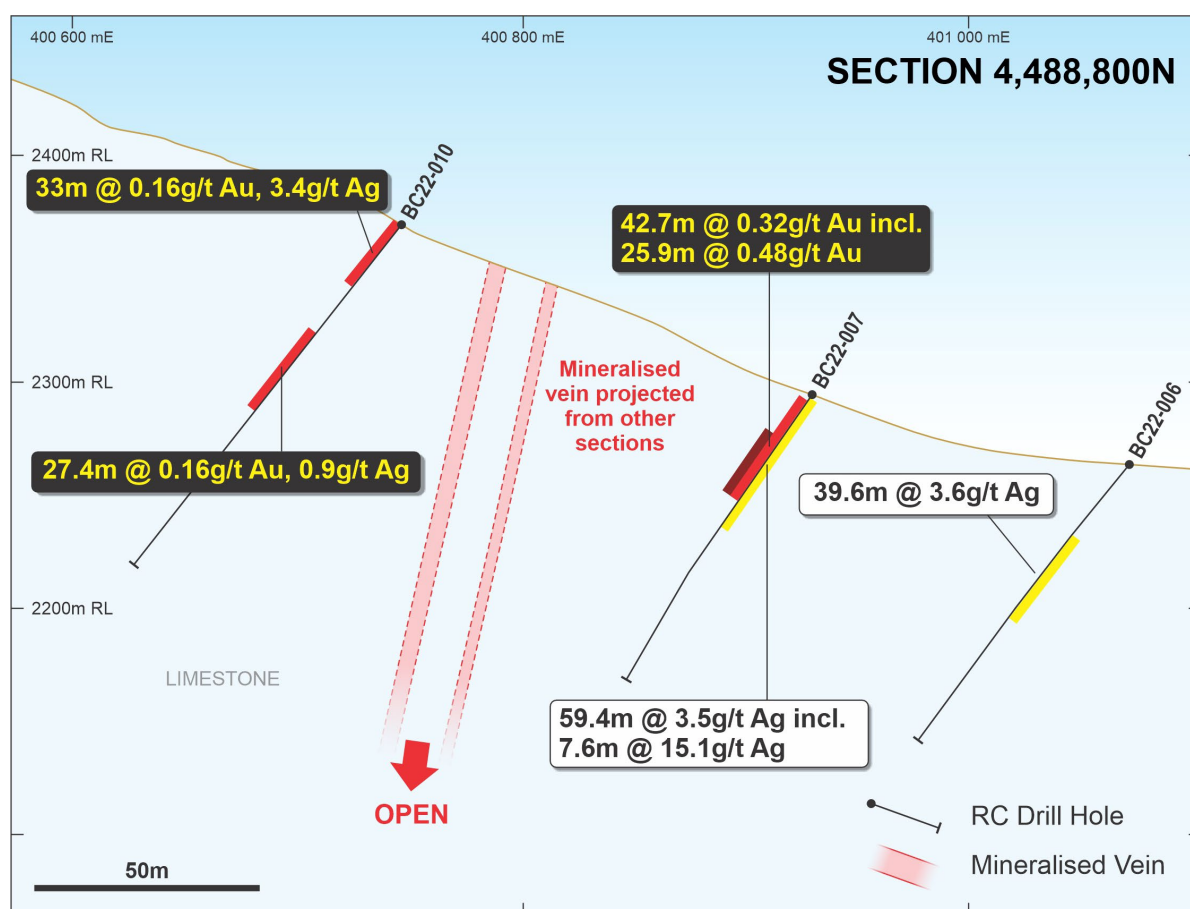 400 600 mE
400 800 mE
401 000 mE
SECTION 4,488,800N
2400m RL
BC22-010
33m @ 0.16g/t Au, 3.4g/t Ag
42.7m @ 0.32g/t Au incl.
25.9m @ 0.48g/t Au
BC22-007
2300m RL
Mineralised
vein projected
from other
sections
BC22-006
27.4m @ 0.16g/t Au, 0.9g/t Ag
39.6m @ 3.6g/t Ag
2200m RL
LIMESTONE
59.4m @ 3.5g/t Ag incl.
7.6m @ 15.1g/t Ag
OPEN
RC Drill Hole
Mineralised Vein
50m